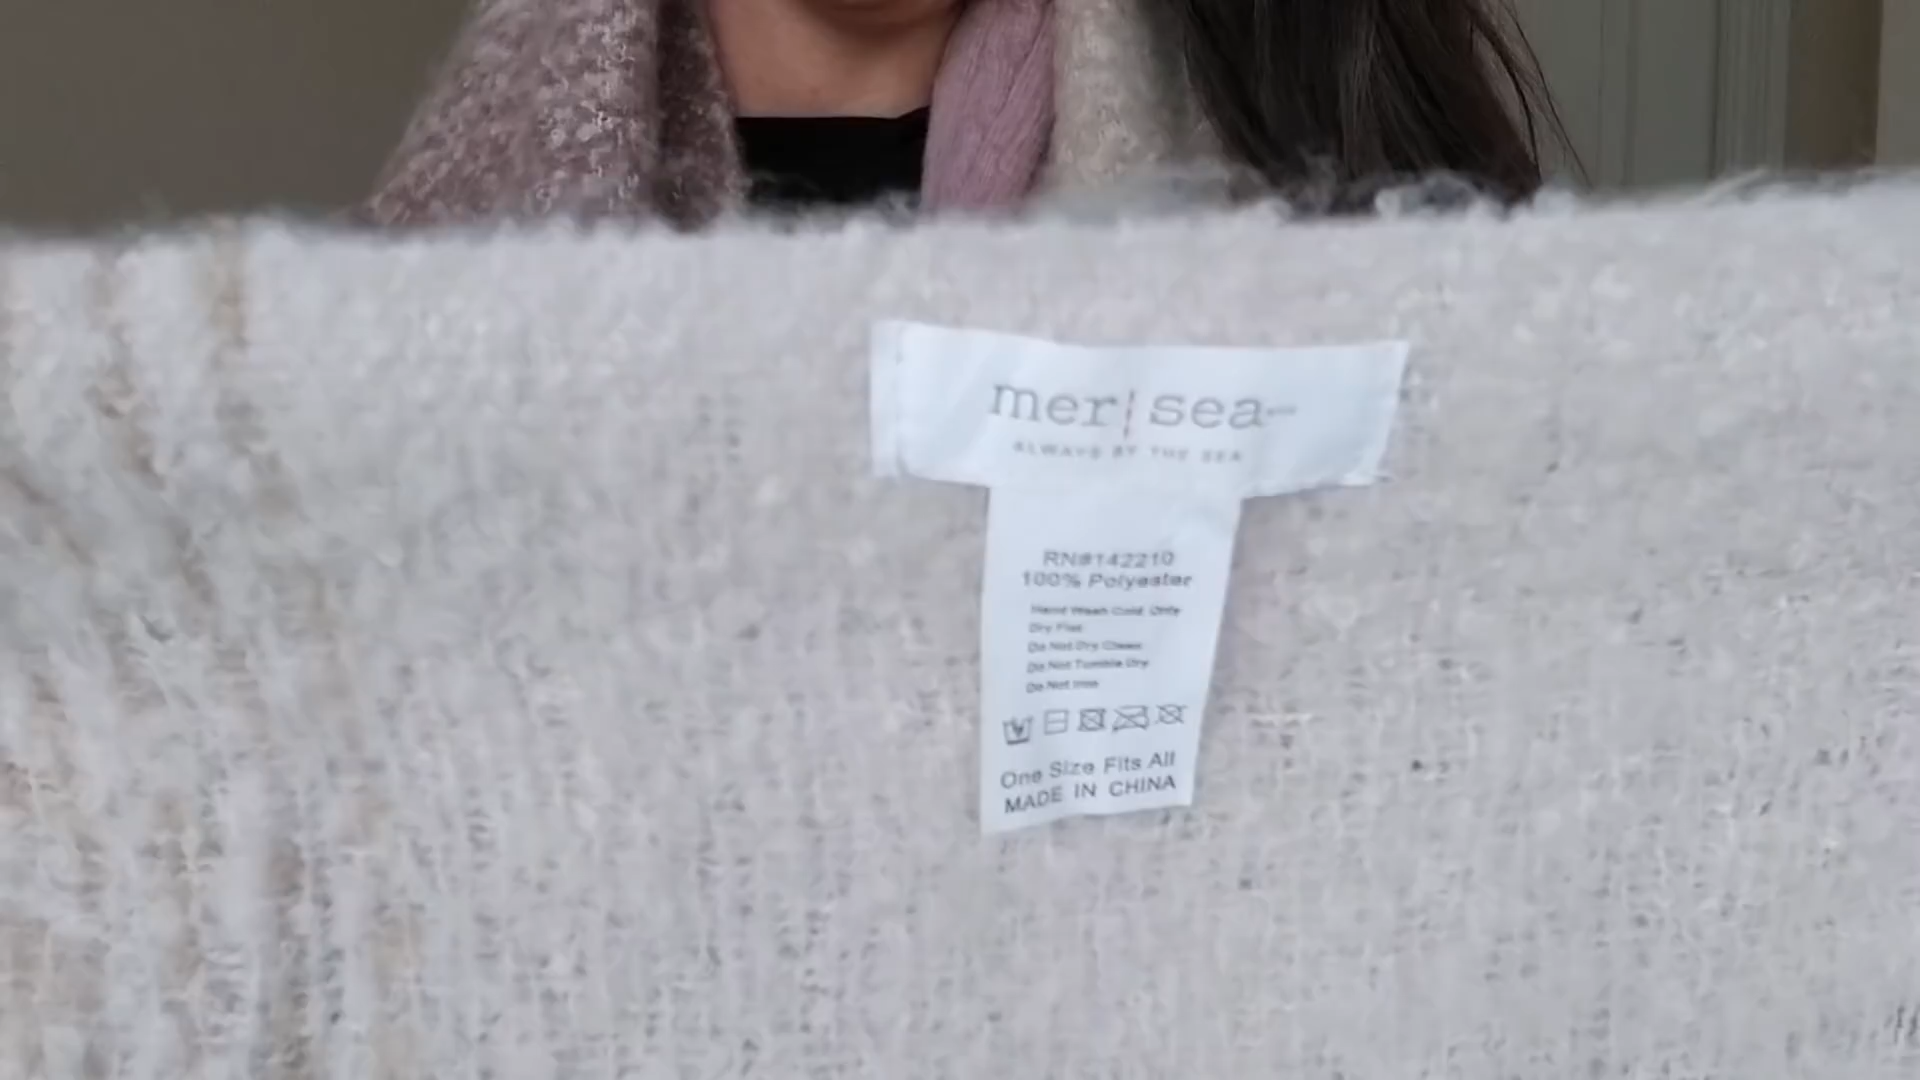 mer|sea
ALWAYS BY THE SEA
RN#142210
100% Polyester
Hand Wash Cold Only
Dry Flat
Do Not Dry Clean
Do Not Tumble Dry
Do Not Iron
One Size Fits All
MADE IN CHINA